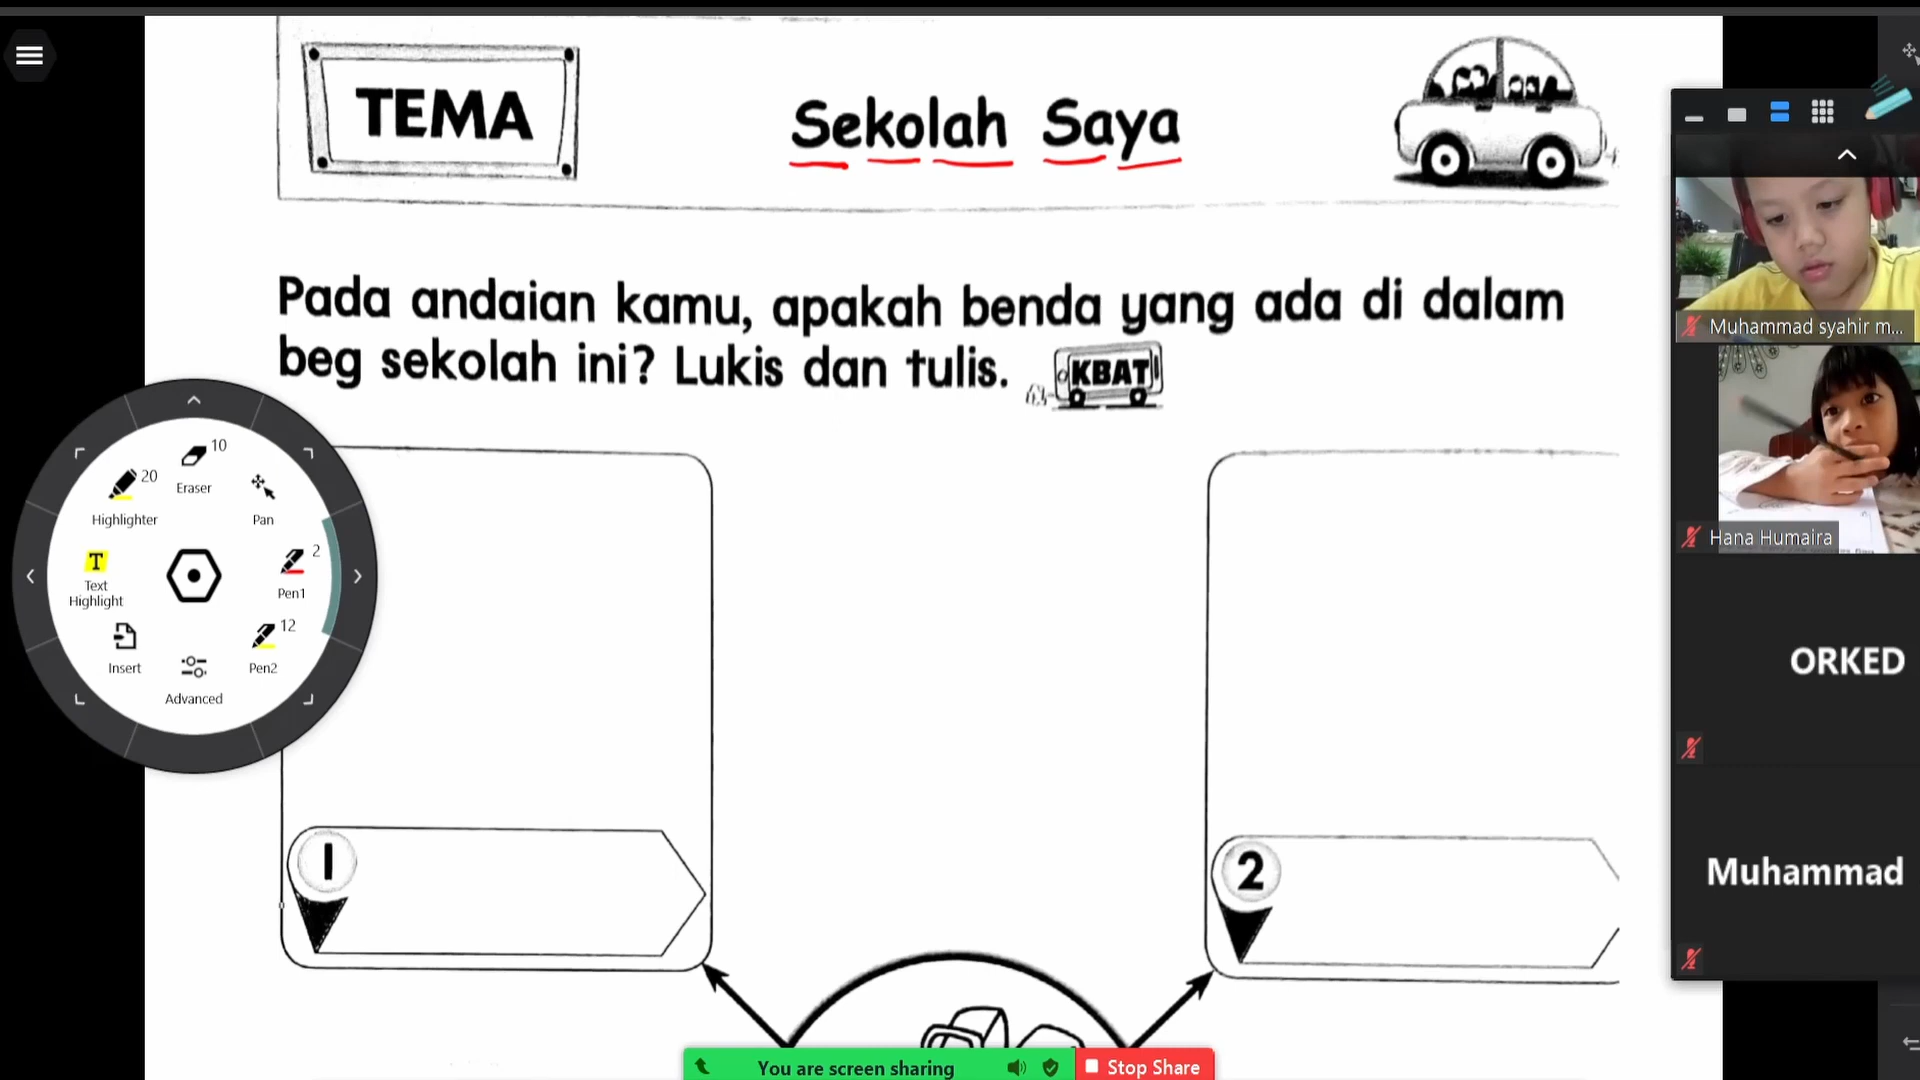 TEMA
Sekolah Saya
Pada andaian kamu, apakah benda yang ada di dalam
beg sekolah ini? Lukis dan tulis.
KBAT
10
Eraser
20
Highlighter
Pan
T
Text
Highlight
2
Pen1
12
Pen2
Insert
Advanced
1
2
Muhammad syahir m...
Hana Humaira
ORKED
Muhammad
You are screen sharing
Stop Share